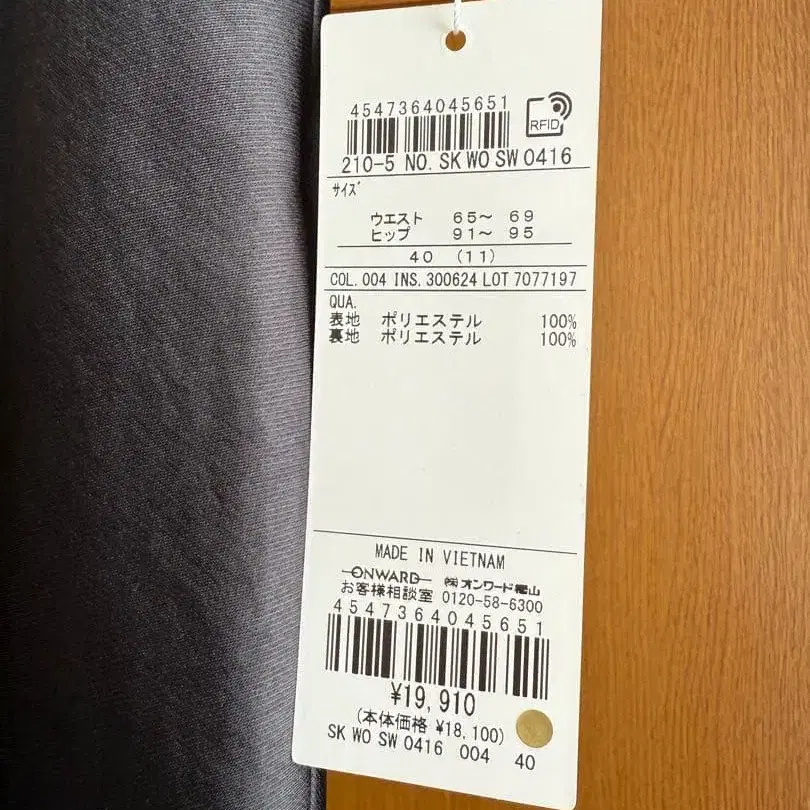 4547364045651
RFID
210-5 NO. SK WO SW 0416
サイズ
ウエスト 65〜 69
ヒップ 91〜 95
40 (11)
COL. 004 INS. 300624 LOT 7077197
QUA.
表地 ポリエステル 100%
裏地 ポリエステル 100%
MADE IN VIETNAM
ONWARD ㈱オンワード樫山
お客様相談室 0120-58-6300
4547364045651
¥19,910
(本体価格 ¥18,100)
SK WO SW 0416 004 40